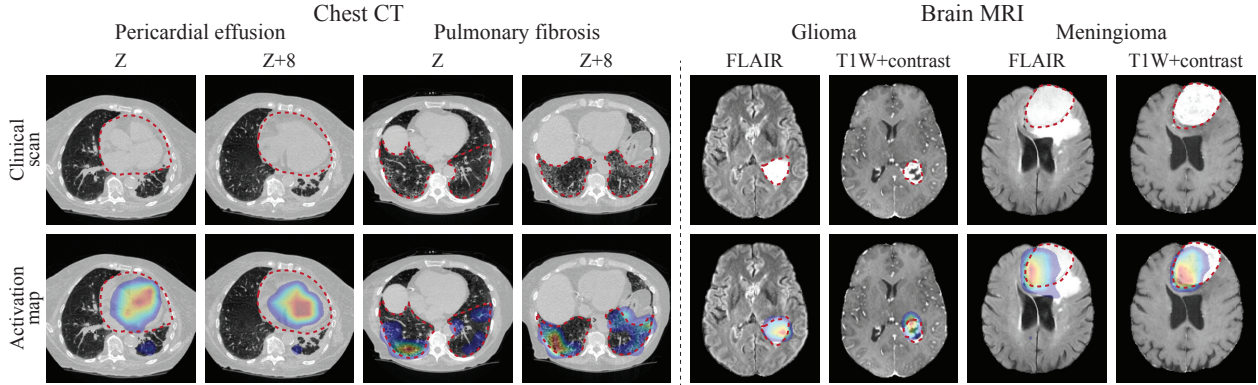 Chest CT
Brain MRI
Pericardial effusion
Pulmonary fibrosis
Glioma
Meningioma
Z
Z+8
Z
Z+8
FLAIR
T1W+contrast
FLAIR
T1W+contrast
Clinical
scan
Activation
map